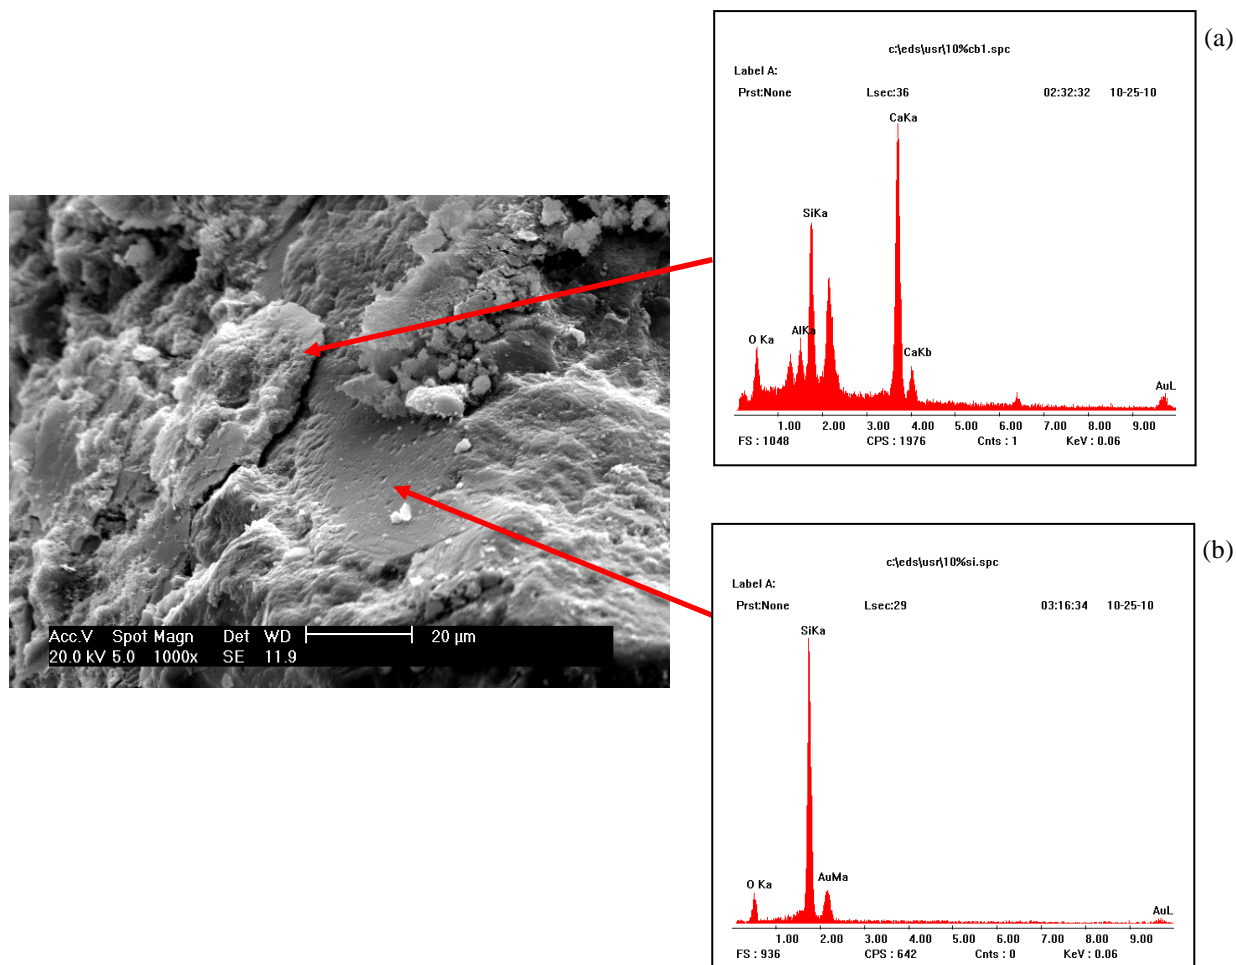 (a)
c:\eds\usr\10%cb1.spc
Label A:
Prst:None Lsec:36 02:32:32 10-25-10
CaKa
SiKa
AlKa
O Ka
CaKb
AuL
1.00 2.00 3.00 4.00 5.00 6.00 7.00 8.00 9.00
FS : 1048 CPS : 1976 Cnts : 1 KeV : 0.06
Acc.V Spot Magn Det WD 20 µm
20.0 kV 5.0 1000x SE 11.9
(b)
c:\eds\usr\10%si.spc
Label A:
Prst:None Lsec:29 03:16:34 10-25-10
SiKa
O Ka
AuMa
AuL
1.00 2.00 3.00 4.00 5.00 6.00 7.00 8.00 9.00
FS : 936 CPS : 642 Cnts : 0 KeV : 0.06